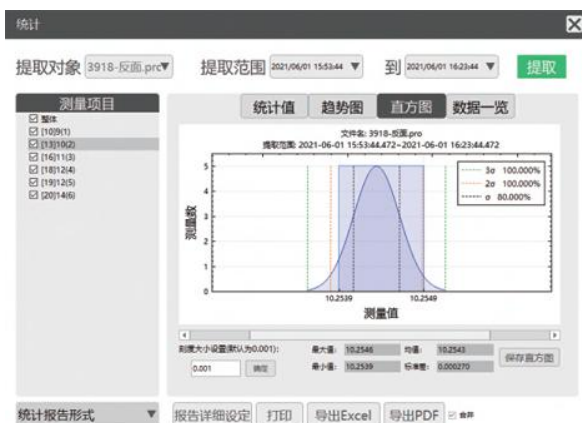 统计
提取对象 3918-反面.prc 提取范围 2021/06/01 15:53:44 到 2021/06/01 16:23:44 提取
测量项目
整体
[10]9(1)
[13]10(2)
[16]11(3)
[18]12(4)
[19]12(5)
[20]14(6)
统计值 趋势图 直方图 数据一览
文件名: 3918-反面.pro
提取范围: 2021-06-01 15:53:44.472~2021-06-01 16:23:44.472
3σ 100.000%
2σ 100.000%
σ 80.000%
测量数
5
4
3
2
1
0
10.2539 10.2549
测量值
刻度大小设置(默认为0.001):
0.001 确定
最大值: 10.2546 均值: 10.2543
最小值: 10.2539 标准差: 0.000270
保存直方图
统计报告形式 报告详细设定 打印 导出Excel 导出PDF 合并